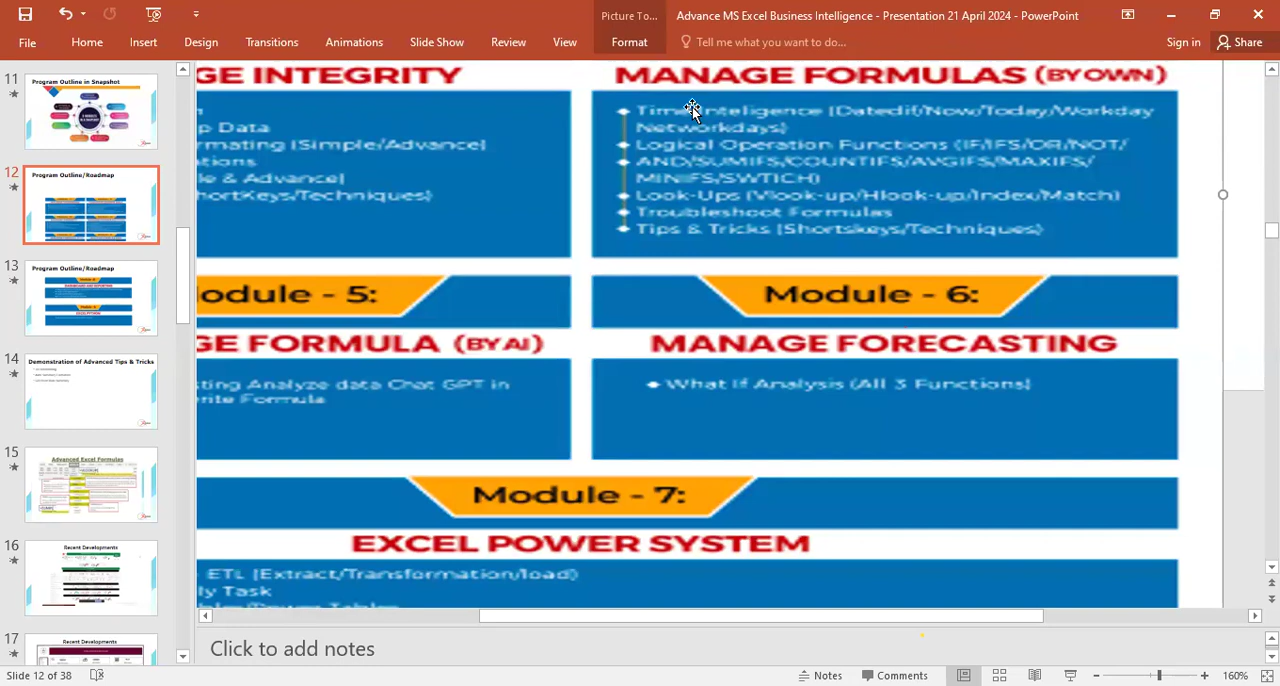 Picture To...
Advance MS Excel Business Intelligence - Presentation 21 April 2024 - PowerPoint
File Home Insert Design Transitions Animations Slide Show Review View Format Tell me what you want to do... Sign in Share
11
Program Outline in Snapshot
12
Program Outline/Roadmap
13
Program Outline/Roadmap
14
Demonstration of Advanced Tips & Tricks
15
Advanced Excel Formulas
16
Recent Developments
17
Recent Developments
GE INTEGRITY
p Data
rmating (Simple/Advance)
ations
le & Advance)
hortKeys/Techniques)
MANAGE FORMULAS (BY OWN)
Time Inteligence (Datedif/Now/Today/Workday
Networkdays)
Logical Operation Functions (IF/IFS/OR/NOT/
AND/SUMIFS/COUNTIFS/AVGIFS/MAXIFS/
MINIFS/SWTICH)
Look-Ups (Vlook-up/Hlook-up/Index/Match)
Troubleshoot Formulas
Tips & Tricks (Shortskeys/Techniques)
odule - 5:
GE FORMULA (BY AI)
sting Analyze data Chat GPT in
rite Formula
Module - 6:
MANAGE FORECASTING
What If Analysis (All 3 Functions)
Module - 7:
EXCEL POWER SYSTEM
ETL (Extract/Transformation/load)
ly Task
Click to add notes
Slide 12 of 38 Notes Comments 160%